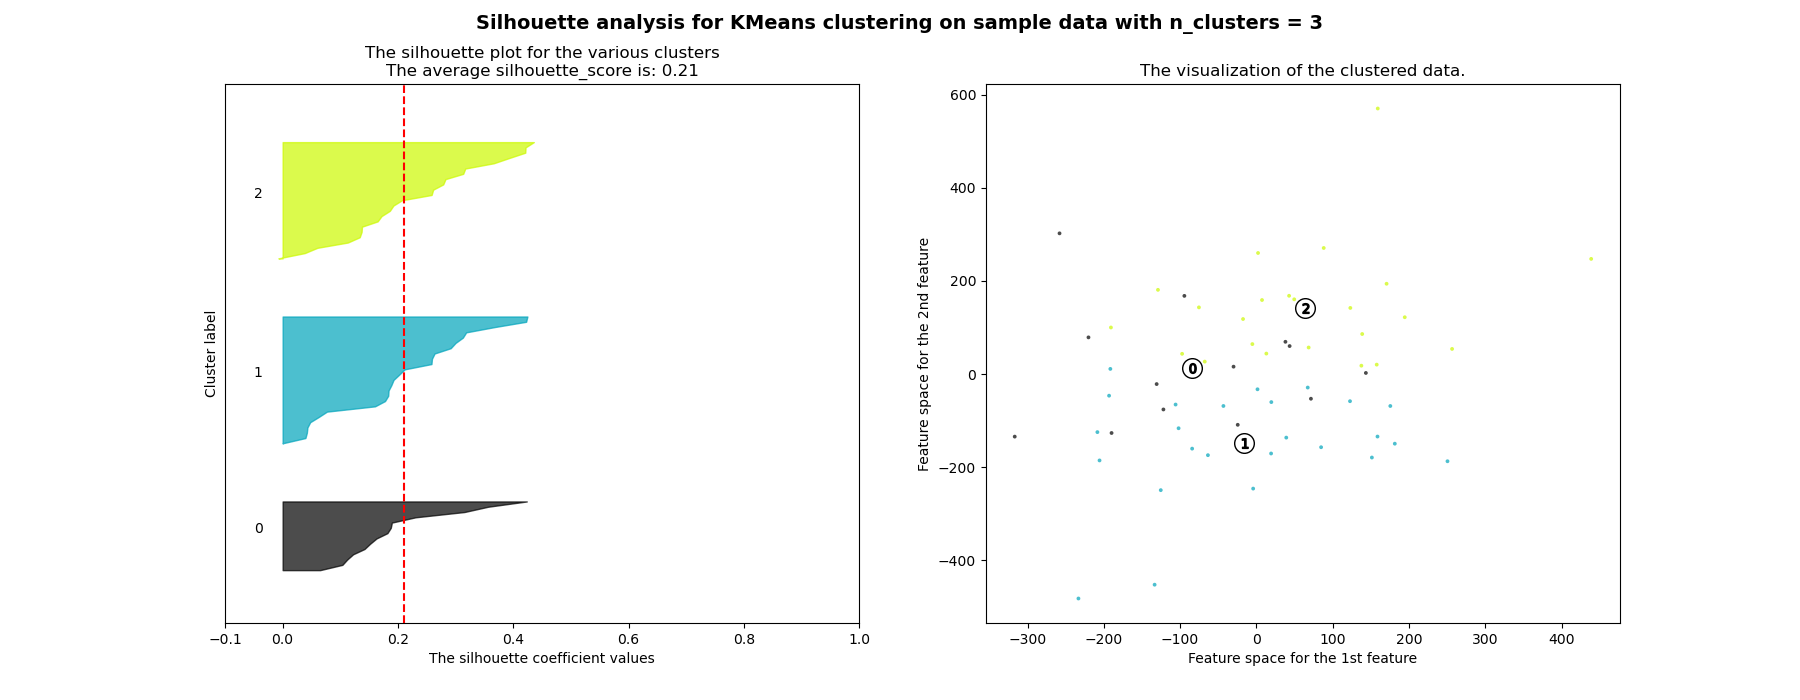 Silhouette analysis for KMeans clustering on sample data with n_clusters = 3
The silhouette plot for the various clusters
The average silhouette_score is: 0.21
2
1
0
Cluster label
−0.1 0.0 0.2 0.4 0.6 0.8 1.0
The silhouette coefficient values
The visualization of the clustered data.
600
400
200
0
−200
−400
Feature space for the 2nd feature
2
0
1
−300 −200 −100 0 100 200 300 400
Feature space for the 1st feature